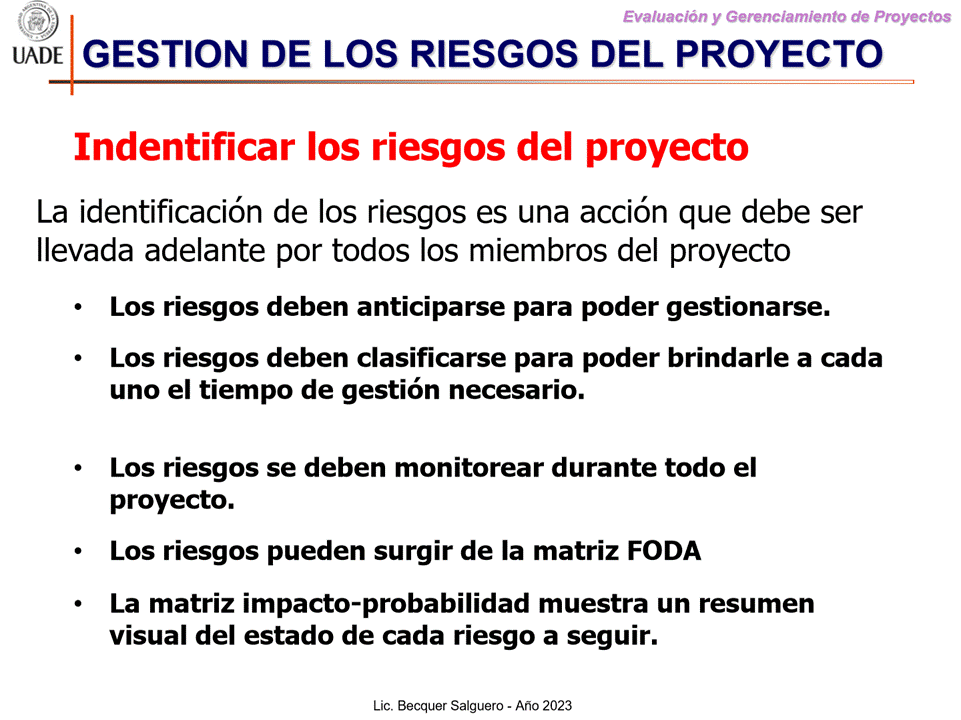 Evaluación y Gerenciamiento de Proyectos
UADE
GESTION DE LOS RIESGOS DEL PROYECTO
Indentificar los riesgos del proyecto
La identificación de los riesgos es una acción que debe ser
llevada adelante por todos los miembros del proyecto
• Los riesgos deben anticiparse para poder gestionarse.
• Los riesgos deben clasificarse para poder brindarle a cada
uno el tiempo de gestión necesario.
• Los riesgos se deben monitorear durante todo el
proyecto.
• Los riesgos pueden surgir de la matriz FODA
• La matriz impacto-probabilidad muestra un resumen
visual del estado de cada riesgo a seguir.
Lic. Becquer Salguero - Año 2023